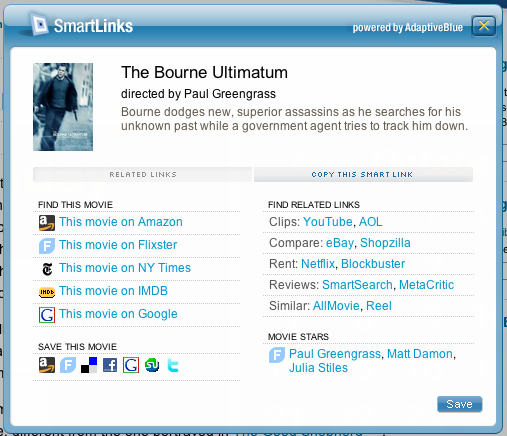 SmartLinks
powered by AdaptiveBlue
The Bourne Ultimatum
directed by Paul Greengrass
Bourne dodges new, superior assassins as he searches for his
unknown past while a government agent tries to track him down.
RELATED LINKS
COPY THIS SMART LINK
FIND THIS MOVIE
This movie on Amazon
This movie on Flixster
This movie on NY Times
This movie on IMDB
This movie on Google
SAVE THIS MOVIE
FIND RELATED LINKS
Clips: YouTube, AOL
Compare: eBay, Shopzilla
Rent: Netflix, Blockbuster
Reviews: SmartSearch, MetaCritic
Similar: AllMovie, Reel
MOVIE STARS
Paul Greengrass, Matt Damon,
Julia Stiles
Save